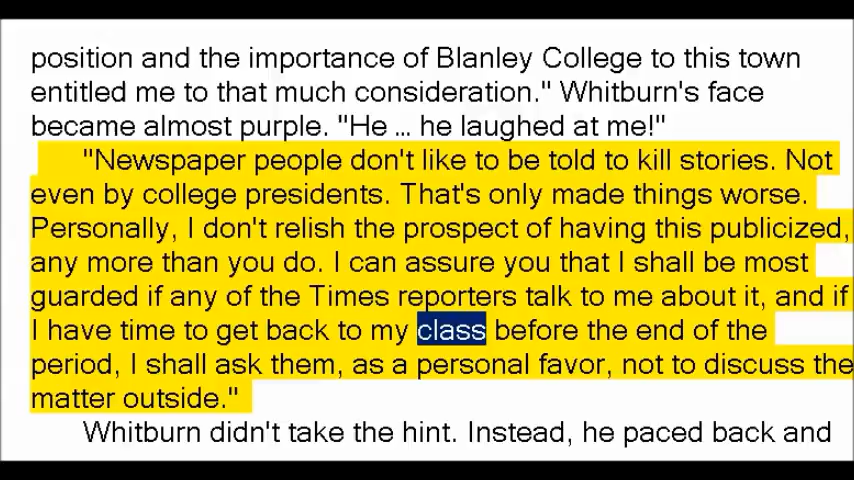 position and the importance of Blanley College to this town
entitled me to that much consideration." Whitburn's face
became almost purple. "He ... he laughed at me!"
"Newspaper people don't like to be told to kill stories. Not
even by college presidents. That's only made things worse.
Personally, I don't relish the prospect of having this publicized,
any more than you do. I can assure you that I shall be most
guarded if any of the Times reporters talk to me about it, and if
I have time to get back to my class before the end of the
period, I shall ask them, as a personal favor, not to discuss the
matter outside."
Whitburn didn't take the hint. Instead, he paced back and